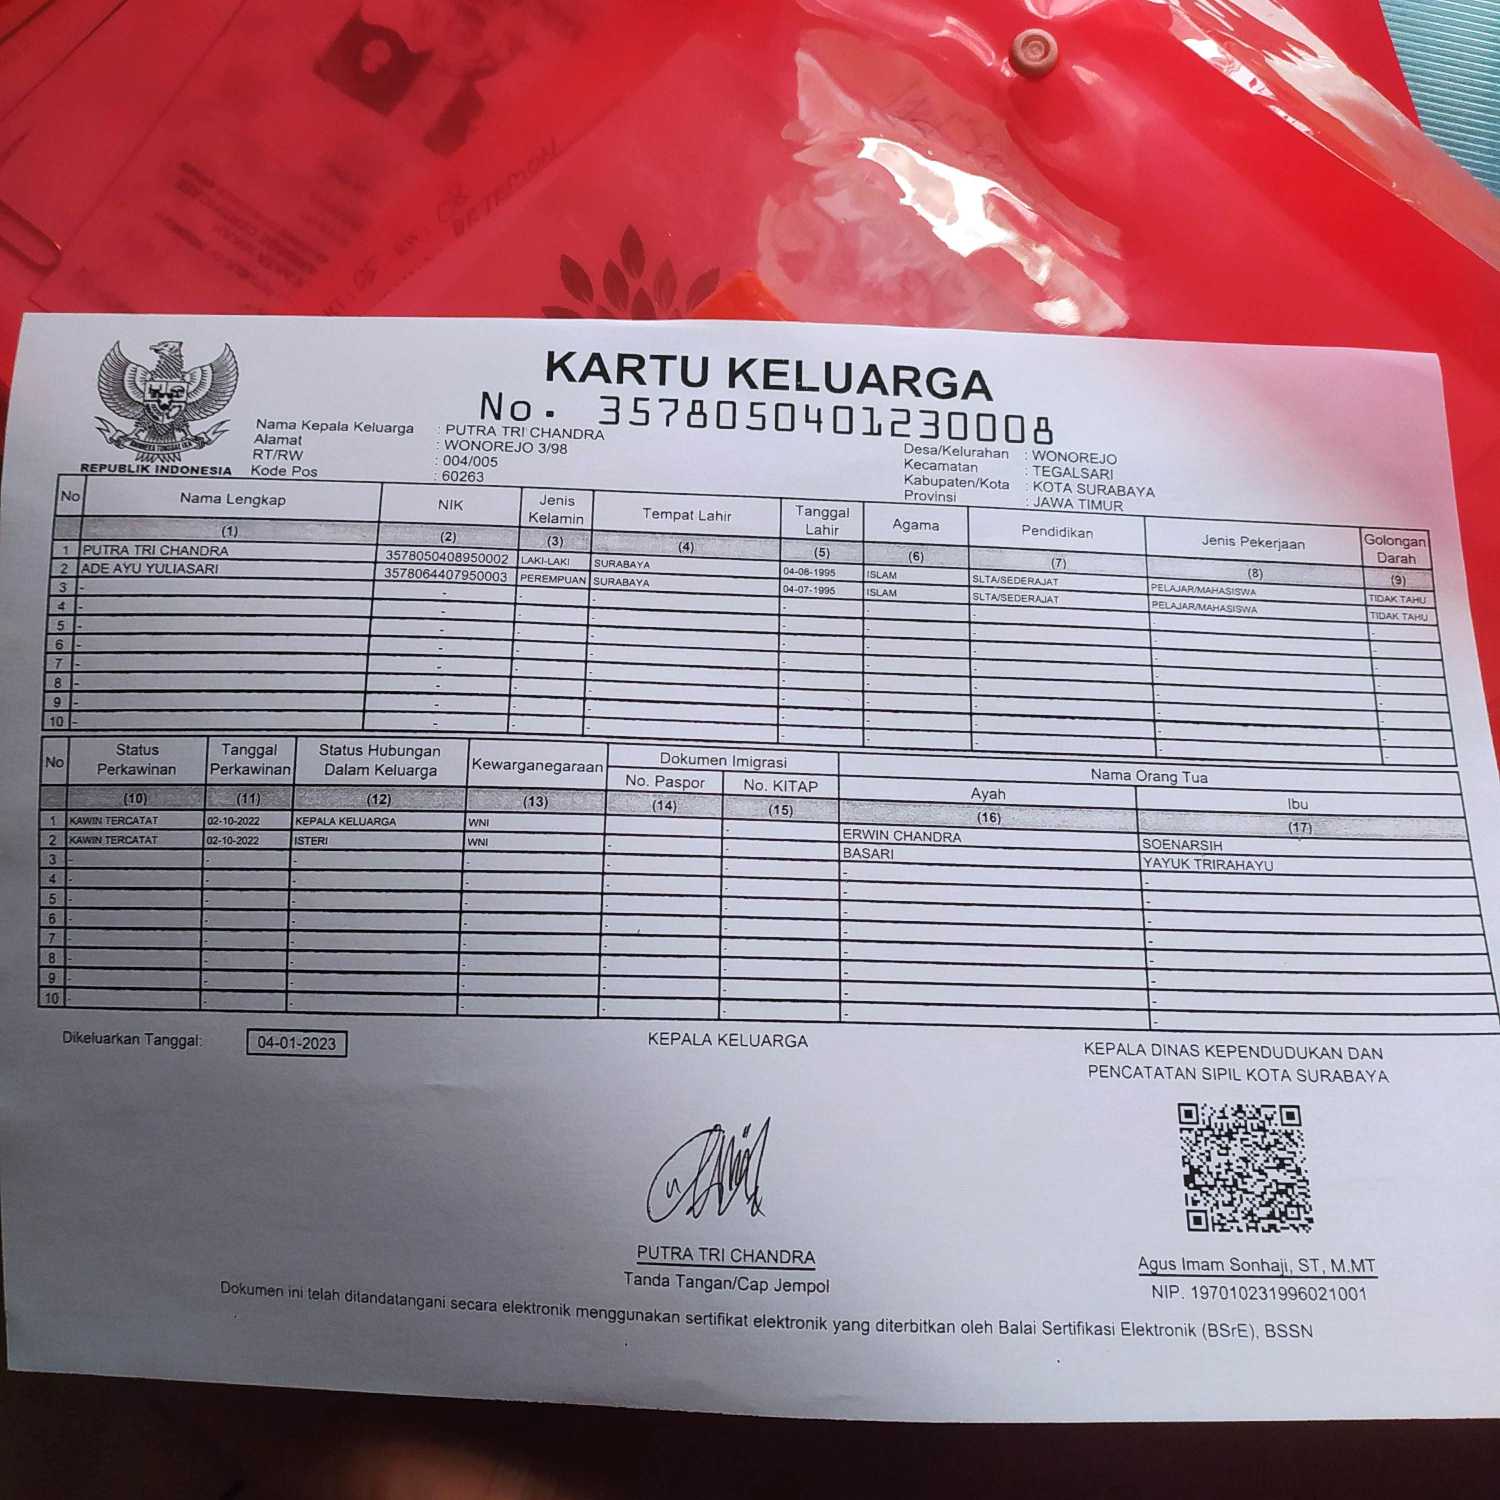 KARTU KELUARGA
No. 3578050401230008
REPUBLIK INDONESIA
Nama Kepala Keluarga : PUTRA TRI CHANDRA
Alamat : WONOREJO 3/98
RT/RW : 004/005
Kode Pos : 60263
Desa/Kelurahan : WONOREJO
Kecamatan : TEGALSARI
Kabupaten/Kota : KOTA SURABAYA
Provinsi : JAWA TIMUR
No Nama Lengkap NIK Jenis Kelamin Tempat Lahir Tanggal Lahir Agama Pendidikan Jenis Pekerjaan Golongan Darah
(1) (2) (3) (4) (5) (6) (7) (8) (9)
1 PUTRA TRI CHANDRA 3578050408950002 LAKI-LAKI SURABAYA 04-08-1995 ISLAM SLTA/SEDERAJAT PELAJAR/MAHASISWA TIDAK TAHU
2 ADE AYU YULIASARI 3578064407950003 PEREMPUAN SURABAYA 04-07-1995 ISLAM SLTA/SEDERAJAT PELAJAR/MAHASISWA TIDAK TAHU
3 - - - - - - - - -
4 - - - - - - - - -
5 - - - - - - - - -
6 - - - - - - - - -
7 - - - - - - - - -
8 - - - - - - - - -
9 - - - - - - - - -
10 - - - - - - - - -
No Status Perkawinan Tanggal Perkawinan Status Hubungan Dalam Keluarga Kewarganegaraan Dokumen Imigrasi Nama Orang Tua
No. Paspor No. KITAP Ayah Ibu
(10) (11) (12) (13) (14) (15) (16) (17)
1 KAWIN TERCATAT 02-10-2022 KEPALA KELUARGA WNI - - ERWIN CHANDRA SOENARSIH
2 KAWIN TERCATAT 02-10-2022 ISTERI WNI - - BASARI YAYUK TRIRAHAYU
3 - - - - - - - -
4 - - - - - - - -
5 - - - - - - - -
6 - - - - - - - -
7 - - - - - - - -
8 - - - - - - - -
9 - - - - - - - -
10 - - - - - - - -
Dikeluarkan Tanggal: 04-01-2023
KEPALA KELUARGA
PUTRA TRI CHANDRA
Tanda Tangan/Cap Jempol
KEPALA DINAS KEPENDUDUKAN DAN
PENCATATAN SIPIL KOTA SURABAYA
Agus Imam Sonhaji, ST, M.MT
NIP. 197010231996021001
Dokumen ini telah ditandatangani secara elektronik menggunakan sertifikat elektronik yang diterbitkan oleh Balai Sertifikasi Elektronik (BSrE), BSSN